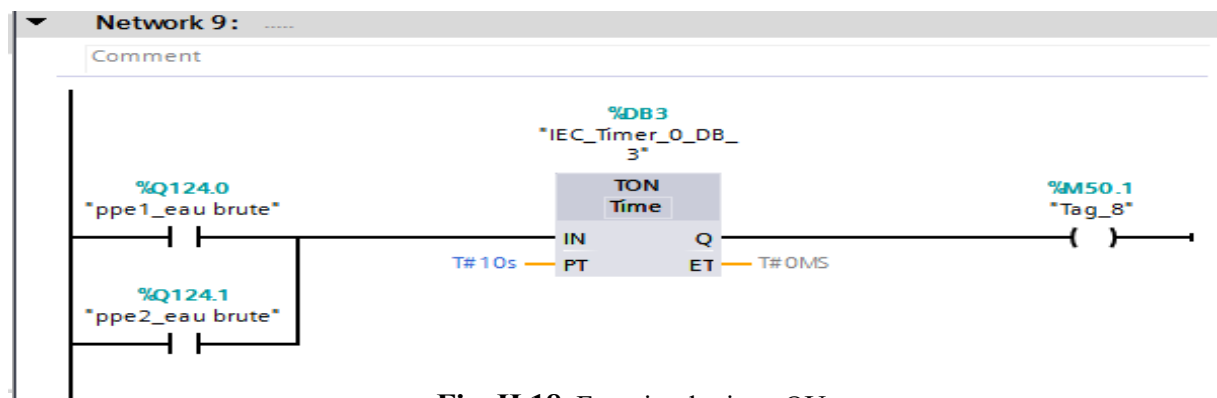 Network 9: .....
Comment
%DB3
"IEC_Timer_0_DB_
3"
%Q124.0
"ppe1_eau brute"
TON
Time
%M50.1
"Tag_8"
IN
Q
T#10s
PT
ET
T#0MS
%Q124.1
"ppe2_eau brute"